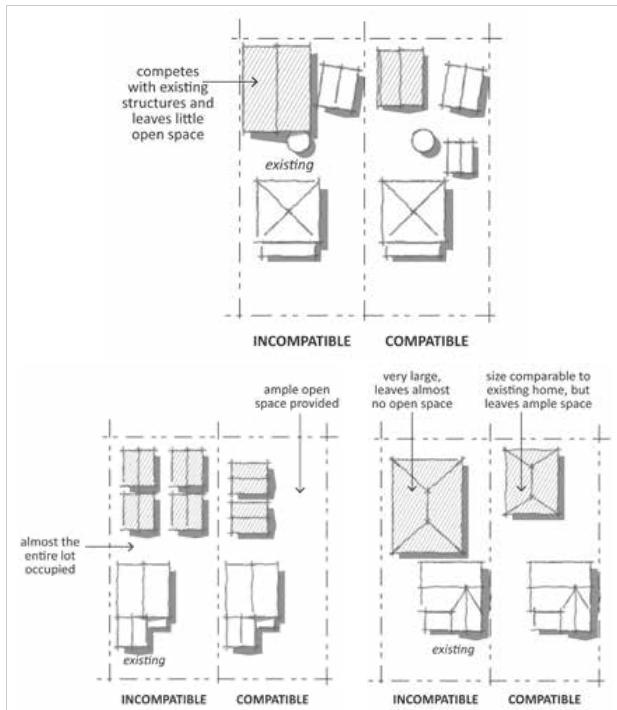 competes
with existing
structures and
leaves little
open space
existing
INCOMPATIBLE
COMPATIBLE
ample open
space provided
almost the
entire lot
occupied
existing
INCOMPATIBLE
COMPATIBLE
very large,
leaves almost
no open space
size comparable to
existing home, but
leaves ample space
existing
INCOMPATIBLE
COMPATIBLE